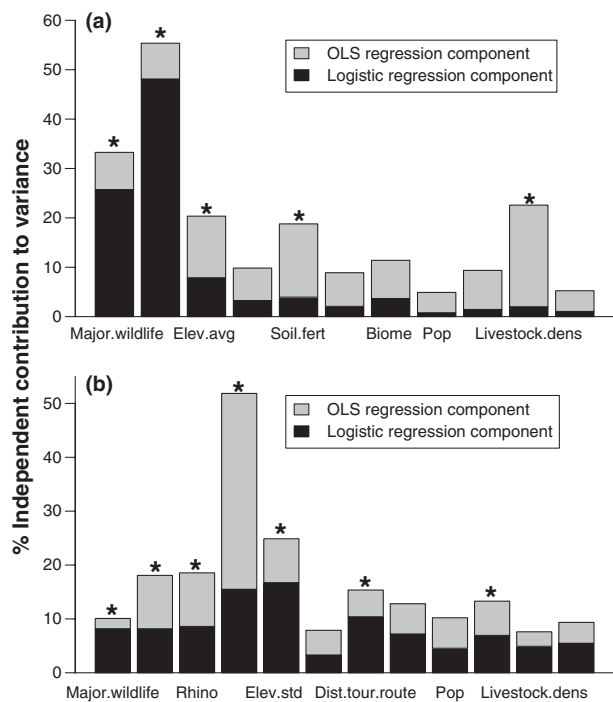 (a)
60
50
40
30
20
10
0
* * * * *
OLS regression component
Logistic regression component
Major.wildlife Elev.avg Soil.fert Biome Pop Livestock.dens
% Independent contribution to variance
(b)
50
40
30
20
10
0
* * * * * * *
OLS regression component
Logistic regression component
Major.wildlife Rhino Elev.std Dist.tour.route Pop Livestock.dens